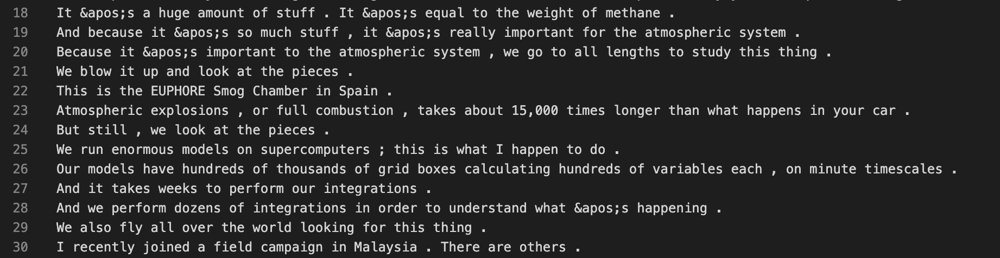 18 It &apos;s a huge amount of stuff . It &apos;s equal to the weight of methane .
19 And because it &apos;s so much stuff , it &apos;s really important for the atmospheric system .
20 Because it &apos;s important to the atmospheric system , we go to all lengths to study this thing .
21 We blow it up and look at the pieces .
22 This is the EUPHORE Smog Chamber in Spain .
23 Atmospheric explosions , or full combustion , takes about 15,000 times longer than what happens in your car .
24 But still , we look at the pieces .
25 We run enormous models on supercomputers ; this is what I happen to do .
26 Our models have hundreds of thousands of grid boxes calculating hundreds of variables each , on minute timescales .
27 And it takes weeks to perform our integrations .
28 And we perform dozens of integrations in order to understand what &apos;s happening .
29 We also fly all over the world looking for this thing .
30 I recently joined a field campaign in Malaysia . There are others .